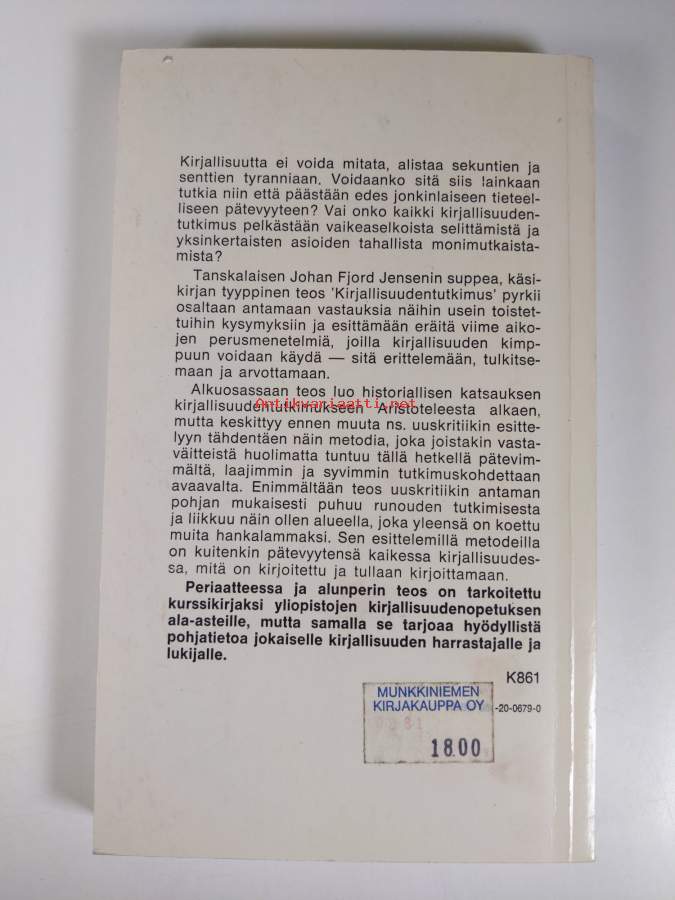 Kirjallisuutta ei voida mitata, alistaa sekuntien ja
senttien tyranniaan. Voidaanko sitä siis lainkaan
tutkia niin että päästään edes jonkinlaiseen tieteel-
liseen pätevyyteen? Vai onko kaikki kirjallisuuden-
tutkimus pelkästään vaikeaselkoista selittämistä ja
yksinkertaisten asioiden tahallista monimutkaista-
mista?
Tanskalaisen Johan Fjord Jensenin suppea, käsi-
kirjan tyyppinen teos 'Kirjallisuudentutkimus' pyrkii
osaltaan antamaan vastauksia näihin usein toistet-
tuihin kysymyksiin ja esittämään eräitä viime aiko-
jen perusmenetelmiä, joilla kirjallisuuden kimp-
puun voidaan käydä — sitä erittelemään, tulkitse-
maan ja arvottamaan.
Alkuosassaan teos luo historiallisen katsauksen
Antikvariaatti.net
kirjallisuudentutkimukseen Aristoteleesta alkaen,
mutta keskittyy ennen muuta ns. uuskritiikin esitte-
lyyn tähdentäen näin metodia, joka joistakin vasta-
väitteistä huolimatta tuntuu tällä hetkellä pätevim-
mältä, laajimmin ja syvimmin tutkimuskohdettaan
avaavalta. Enimmältään teos uuskritiikin antaman
pohjan mukaisesti puhuu runouden tutkimisesta
ja liikkuu näin ollen alueella, joka yleensä on koettu
muita hankalammaksi. Sen esittelemillä metodeilla
on kuitenkin pätevyytensä kaikessa kirjallisuudes-
sa, mitä on kirjoitettu ja tullaan kirjoittamaan.
Periaatteessa ja alunperin teos on tarkoitettu
kurssikirjaksi yliopistojen kirjallisuudenopetuksen
ala-asteille, mutta samalla se tarjoaa hyödyllistä
pohjatietoa jokaiselle kirjallisuuden harrastajalle ja
lukijalle.
K861
MUNKKINIEMEN
KIRJAKAUPPA OY
-20-0679-0
18.00